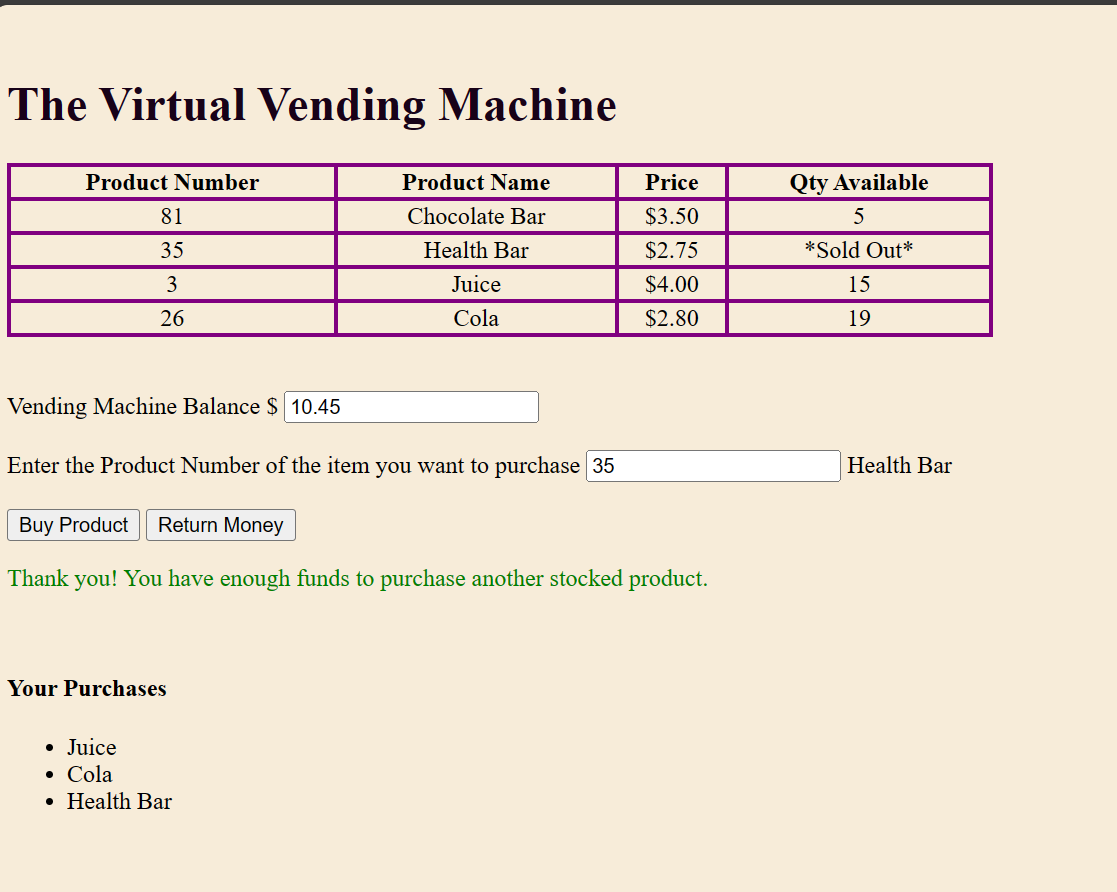 The Virtual Vending Machine
Product Number Product Name Price Qty Available
81 Chocolate Bar $3.50 5
35 Health Bar $2.75 *Sold Out*
3 Juice $4.00 15
26 Cola $2.80 19
Vending Machine Balance $ 10.45
Enter the Product Number of the item you want to purchase 35 Health Bar
Buy Product Return Money
Thank you! You have enough funds to purchase another stocked product.
Your Purchases
• Juice
• Cola
• Health Bar